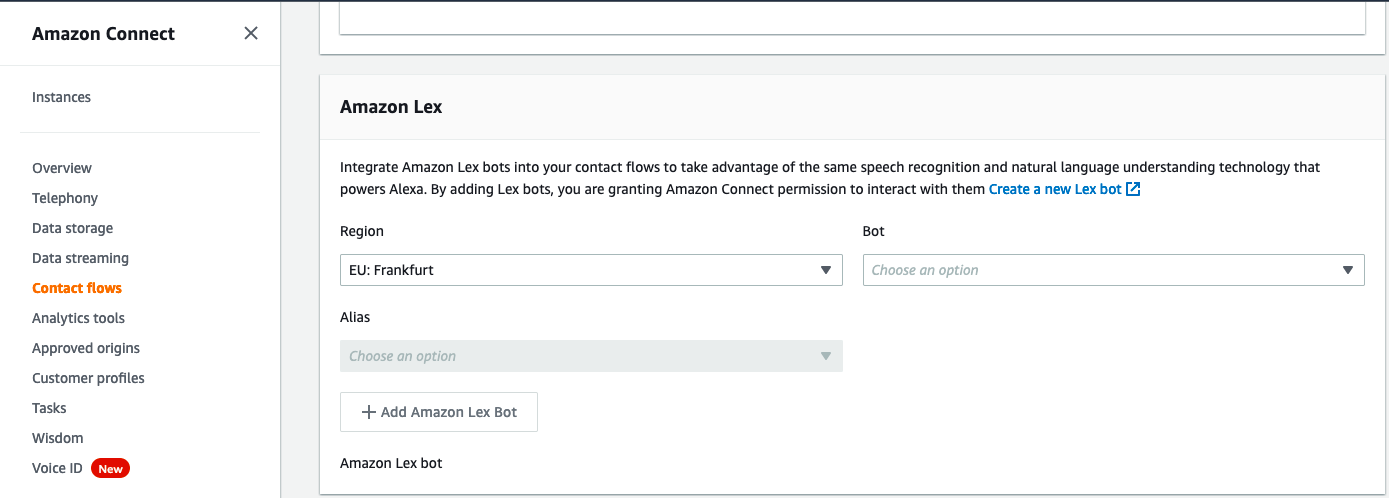 Amazon Connect
Instances
Overview
Telephony
Data storage
Data streaming
Contact flows
Analytics tools
Approved origins
Customer profiles
Tasks
Wisdom
Voice ID New
Amazon Lex
Integrate Amazon Lex bots into your contact flows to take advantage of the same speech recognition and natural language understanding technology that
powers Alexa. By adding Lex bots, you are granting Amazon Connect permission to interact with them Create a new Lex bot
Region
EU: Frankfurt
Bot
Choose an option
Alias
Choose an option
+ Add Amazon Lex Bot
Amazon Lex bot